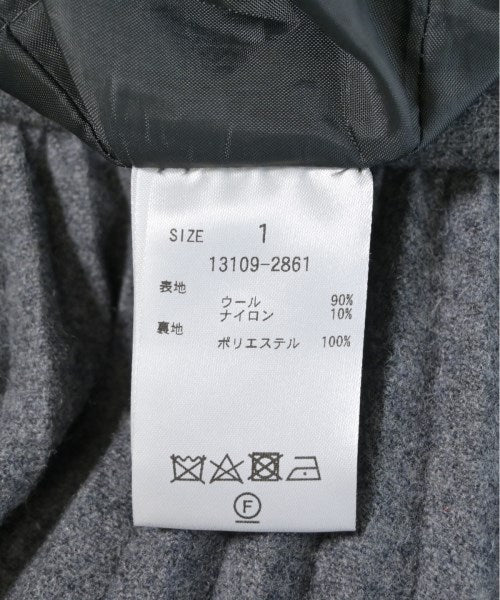 SIZE 1
13109-2861
表地
ウール 90%
ナイロン 10%
裏地
ポリエステル 100%
F